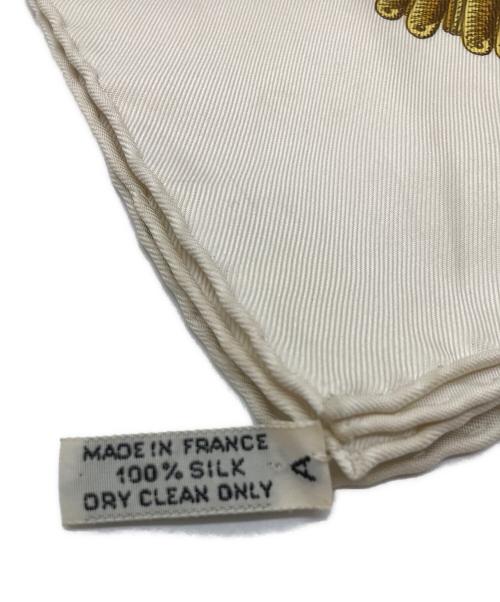 MADE IN FRANCE
100% SILK
DRY CLEAN ONLY
A